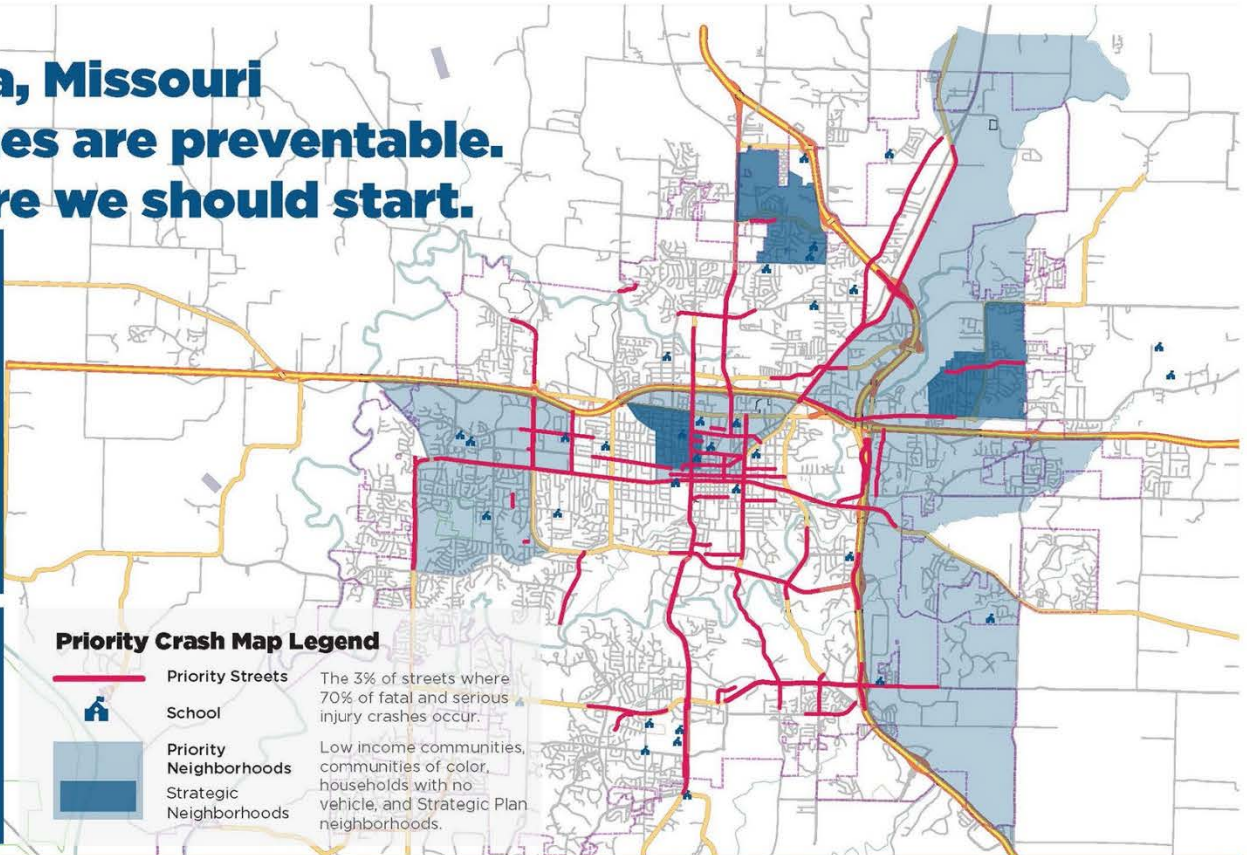 a, Missouri
es are preventable.
re we should start.
Priority Crash Map Legend
Priority Streets
The 3% of streets where
70% of fatal and serious
injury crashes occur.
School
Priority
Neighborhoods
Strategic
Neighborhoods
Low income communities,
communities of color,
households with no
vehicle, and Strategic Plan
neighborhoods.